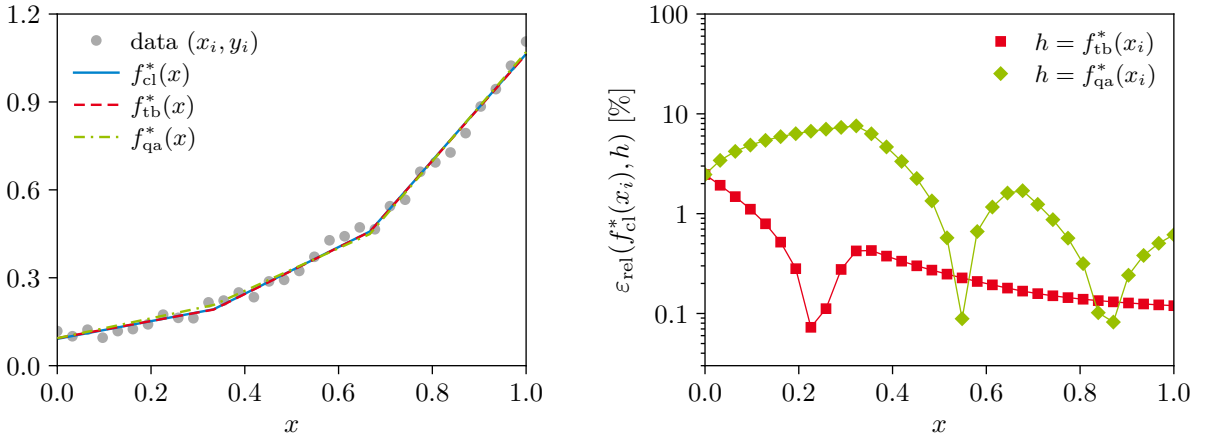 1.2
0.9
0.6
0.3
0.0
data (x_i, y_i)
f*_cl(x)
f*_tb(x)
f*_qa(x)
0.0 0.2 0.4 0.6 0.8 1.0
x
ε_rel(f*_cl(x_i), h) [%]
100
10
1
0.1
h = f*_tb(x_i)
h = f*_qa(x_i)
0.0 0.2 0.4 0.6 0.8 1.0
x